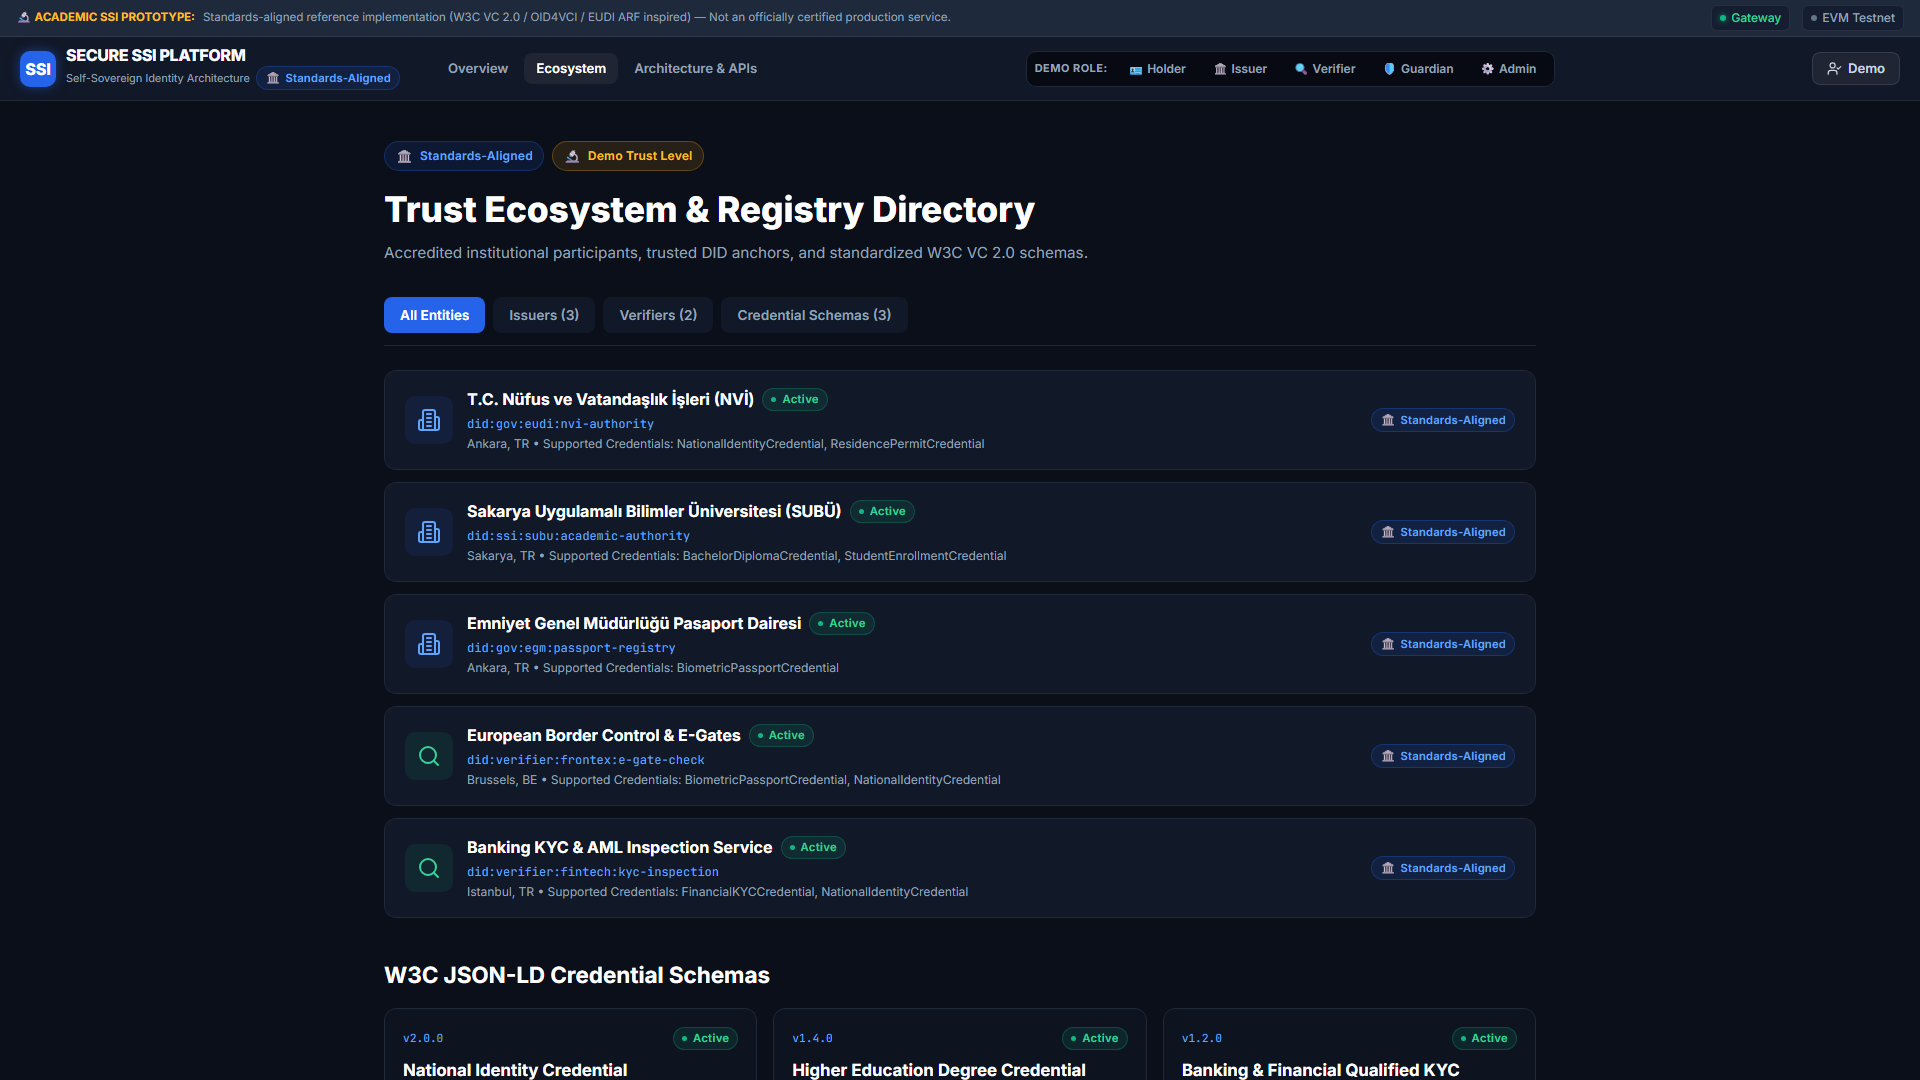 ACADEMIC SSI PROTOTYPE: Standards-aligned reference implementation (W3C VC 2.0 / OID4VCI / EUDI ARF inspired) — Not an officially certified production service.
Gateway
EVM Testnet
SSI
SECURE SSI PLATFORM
Self-Sovereign Identity Architecture
Standards-Aligned
Overview
Ecosystem
Architecture & APIs
DEMO ROLE:
Holder
Issuer
Verifier
Guardian
Admin
Demo
Standards-Aligned
Demo Trust Level
Trust Ecosystem & Registry Directory
Accredited institutional participants, trusted DID anchors, and standardized W3C VC 2.0 schemas.
All Entities
Issuers (3)
Verifiers (2)
Credential Schemas (3)
T.C. Nüfus ve Vatandaşlık İşleri (NVİ)
Active
did:gov:eudi:nvi-authority
Ankara, TR • Supported Credentials: NationalIdentityCredential, ResidencePermitCredential
Standards-Aligned
Sakarya Uygulamalı Bilimler Üniversitesi (SUBÜ)
Active
did:ssi:subu:academic-authority
Sakarya, TR • Supported Credentials: BachelorDiplomaCredential, StudentEnrollmentCredential
Standards-Aligned
Emniyet Genel Müdürlüğü Pasaport Dairesi
Active
did:gov:egm:passport-registry
Ankara, TR • Supported Credentials: BiometricPassportCredential
Standards-Aligned
European Border Control & E-Gates
Active
did:verifier:frontex:e-gate-check
Brussels, BE • Supported Credentials: BiometricPassportCredential, NationalIdentityCredential
Standards-Aligned
Banking KYC & AML Inspection Service
Active
did:verifier:fintech:kyc-inspection
Istanbul, TR • Supported Credentials: FinancialKYCCredential, NationalIdentityCredential
Standards-Aligned
W3C JSON-LD Credential Schemas
v2.0.0
Active
National Identity Credential
v1.4.0
Active
Higher Education Degree Credential
v1.2.0
Active
Banking & Financial Qualified KYC